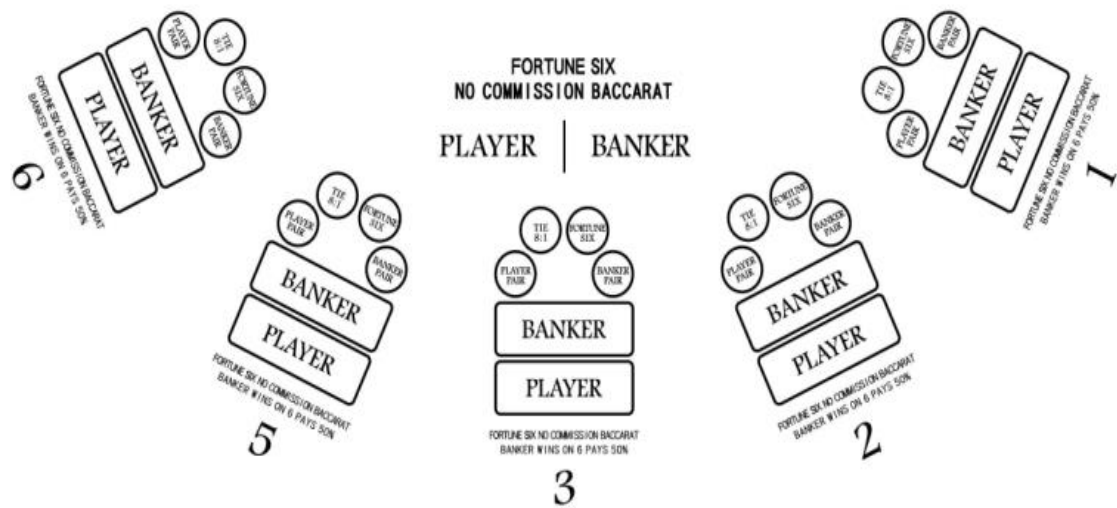 FORTUNE SIX
NO COMMISSION BACCARAT
PLAYER | BANKER
PLAYER PAIR
TIE
8:1
FORTUNE
SIX
BANKER
PAIR
BANKER
PLAYER
FORTUNE SIX NO COMMISSION BACCARAT
BANKER WINS ON 6 PAYS 50%
6
PLAYER
PAIR
TIE
8:1
FORTUNE
SIX
BANKER
PAIR
BANKER
PLAYER
FORTUNE SIX NO COMMISSION BACCARAT
BANKER WINS ON 6 PAYS 50%
5
PLAYER
PAIR
TIE
8:1
FORTUNE
SIX
BANKER
PAIR
BANKER
PLAYER
FORTUNE SIX NO COMMISSION BACCARAT
BANKER WINS ON 6 PAYS 50%
3
PLAYER
PAIR
TIE
8:1
FORTUNE
SIX
BANKER
PAIR
BANKER
PLAYER
FORTUNE SIX NO COMMISSION BACCARAT
BANKER WINS ON 6 PAYS 50%
2
PLAYER
PAIR
TIE
8:1
FORTUNE
SIX
BANKER
PAIR
BANKER
PLAYER
FORTUNE SIX NO COMMISSION BACCARAT
BANKER WINS ON 6 PAYS 50%
1